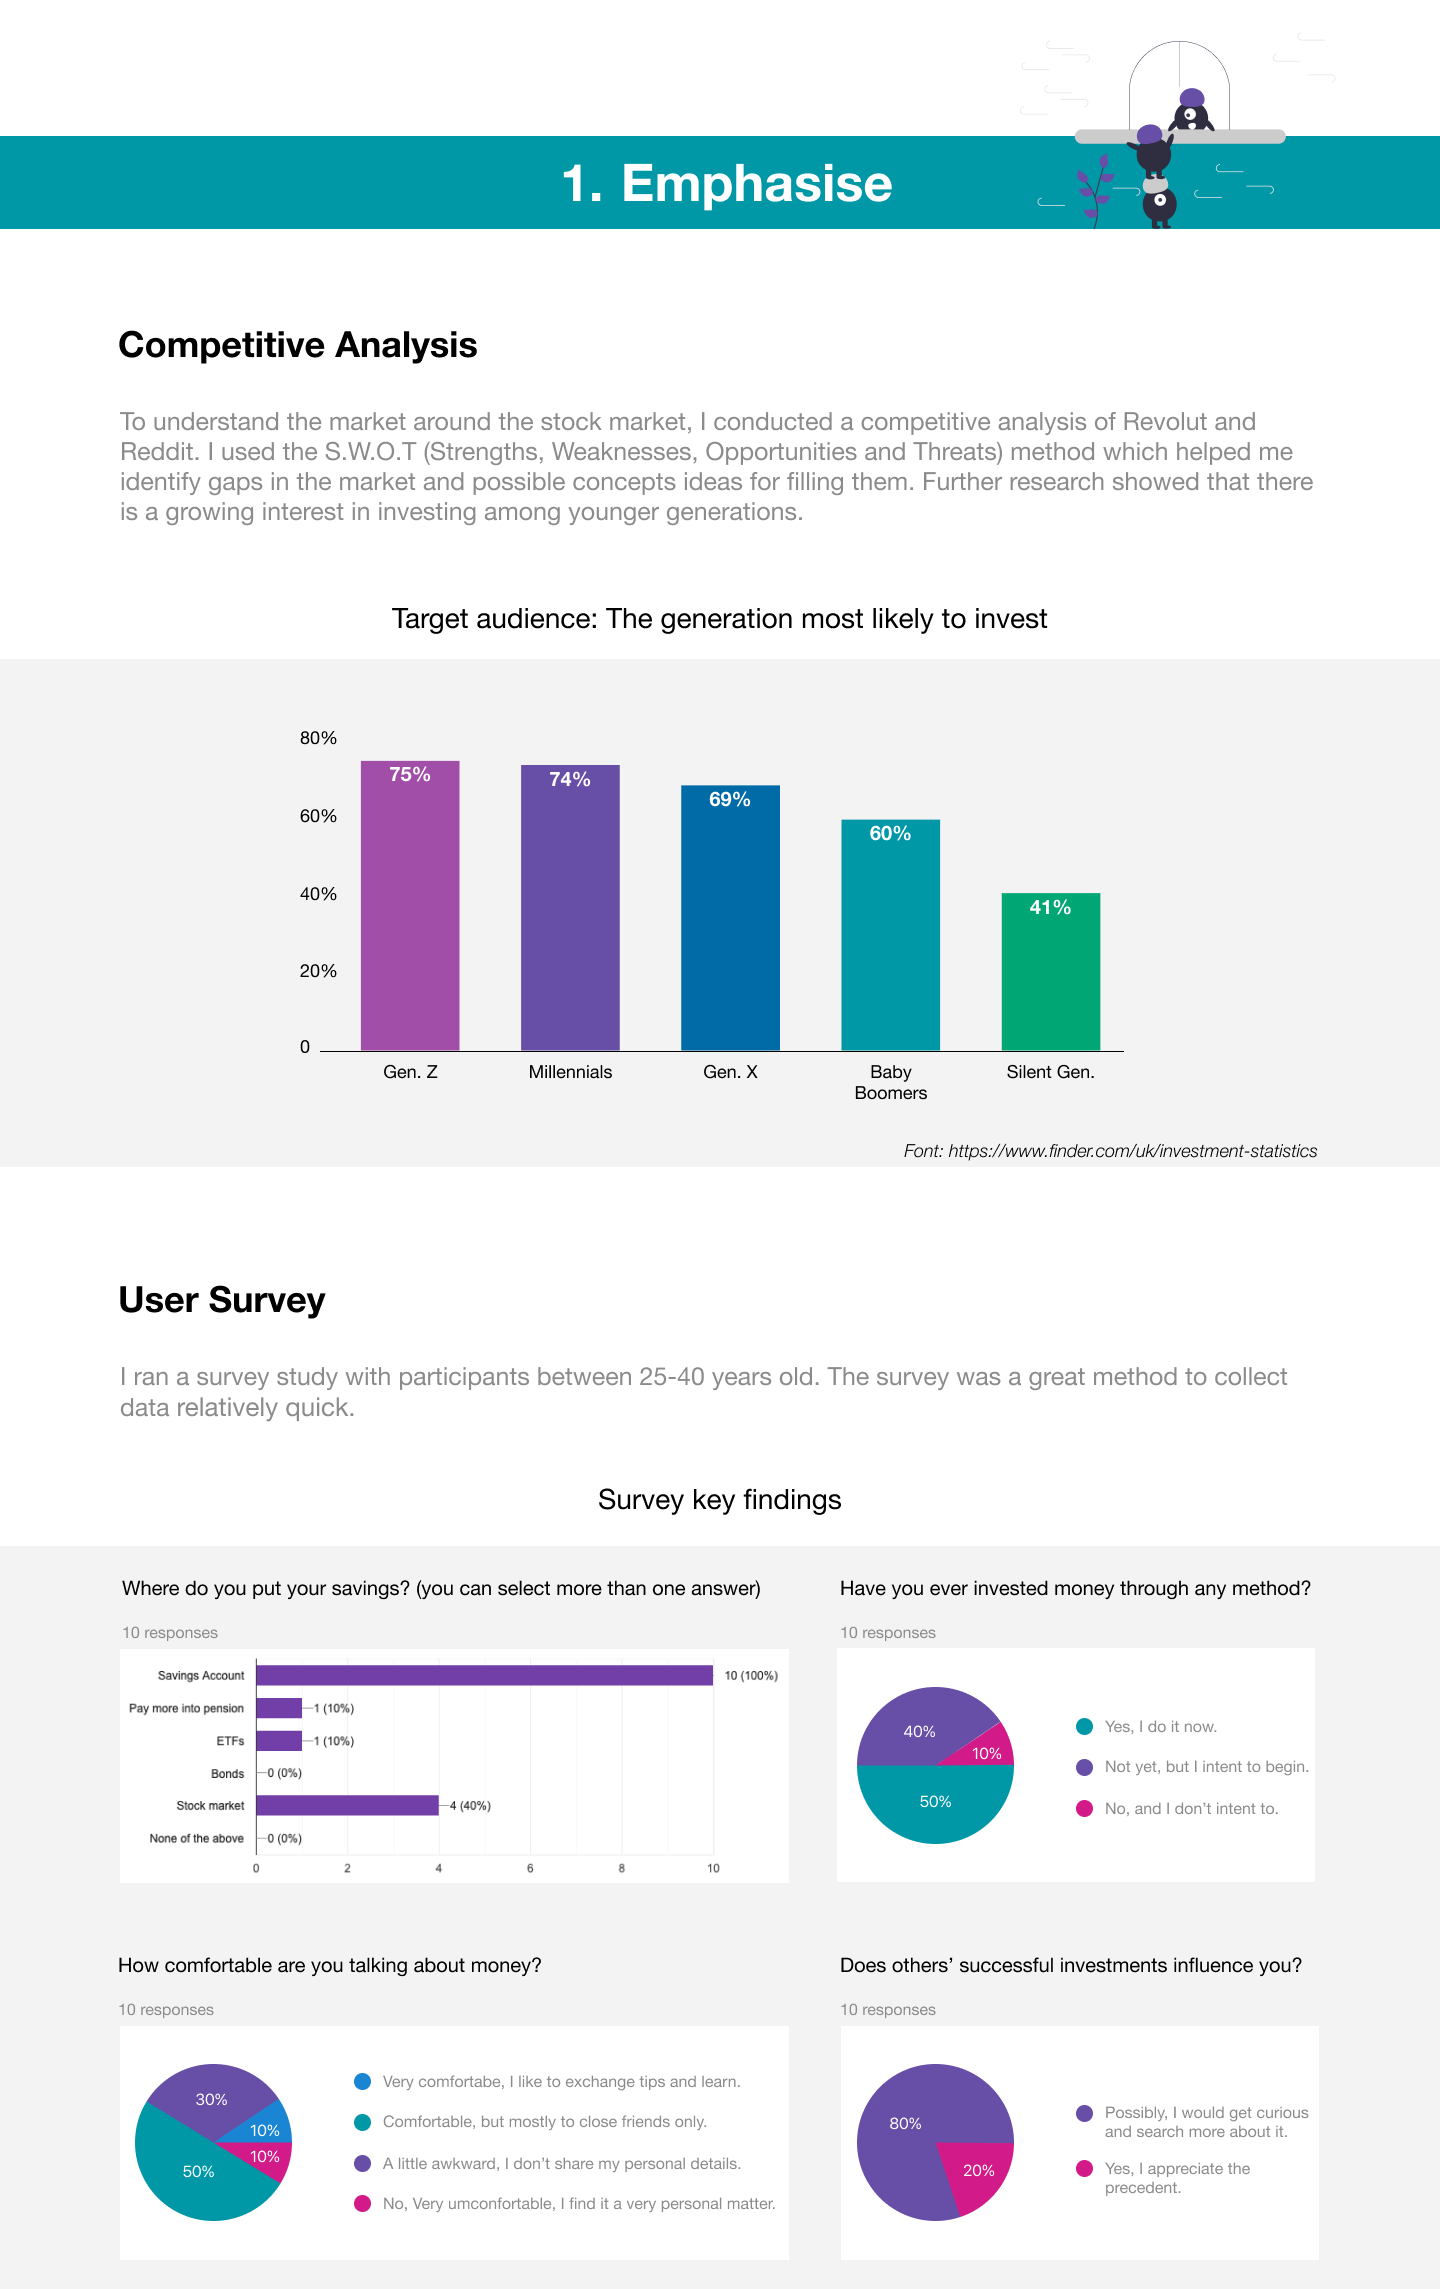 1. Emphasise
Competitive Analysis
To understand the market around the stock market, I conducted a competitive analysis of Revolut and
Reddit. I used the S.W.O.T (Strengths, Weaknesses, Opportunities and Threats) method which helped me
identify gaps in the market and possible concepts ideas for filling them. Further research showed that there
is a growing interest in investing among younger generations.
Target audience: The generation most likely to invest
80%
60%
40%
20%
0
75%
74%
69%
60%
41%
Gen. Z
Millennials
Gen. X
Baby
Boomers
Silent Gen.
Font: https://www.finder.com/uk/investment-statistics
User Survey
I ran a survey study with participants between 25-40 years old. The survey was a great method to collect
data relatively quick.
Survey key findings
Where do you put your savings? (you can select more than one answer)
10 responses
Savings Account
10 (100%)
Pay more into pension
1 (10%)
ETFs
1 (10%)
Bonds
0 (0%)
Stock market
4 (40%)
None of the above
0 (0%)
0 2 4 6 8 10
Have you ever invested money through any method?
10 responses
40%
10%
50%
Yes, I do it now.
Not yet, but I intent to begin.
No, and I don't intent to.
How comfortable are you talking about money?
10 responses
30%
10%
10%
50%
Very comfortabe, I like to exchange tips and learn.
Comfortable, but mostly to close friends only.
A little awkward, I don't share my personal details.
No, Very umconfortable, I find it a very personal matter.
Does others' successful investments influence you?
10 responses
80%
20%
Possibly, I would get curious
and search more about it.
Yes, I appreciate the
precedent.